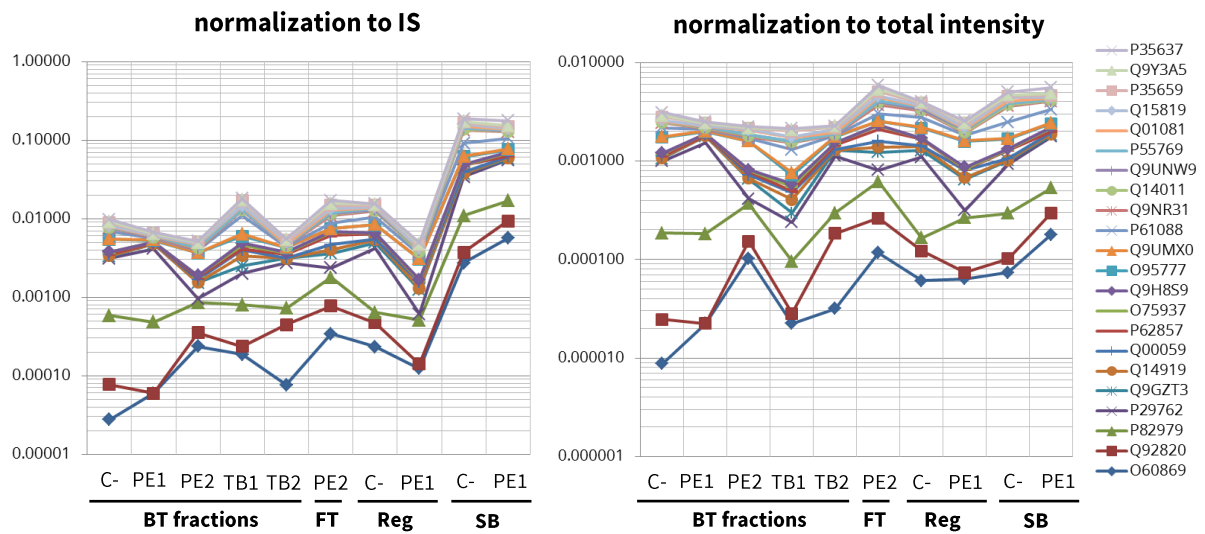 normalization to IS
1.00000
0.10000
0.01000
0.00100
0.00010
0.00001
C- PE1 PE2 TB1 TB2 PE2 C- PE1 C- PE1
BT fractions FT Reg SB
normalization to total intensity
0.010000
0.001000
0.000100
0.000010
0.000001
C- PE1 PE2 TB1 TB2 PE2 C- PE1 C- PE1
BT fractions FT Reg SB
P35637
Q9Y3A5
P35659
Q15819
Q01081
P55769
Q9UNW9
Q14011
Q9NR31
P61088
Q9UMX0
O95777
Q9H8S9
O75937
P62857
Q00059
Q14919
Q9GZT3
P29762
P82979
Q92820
O60869